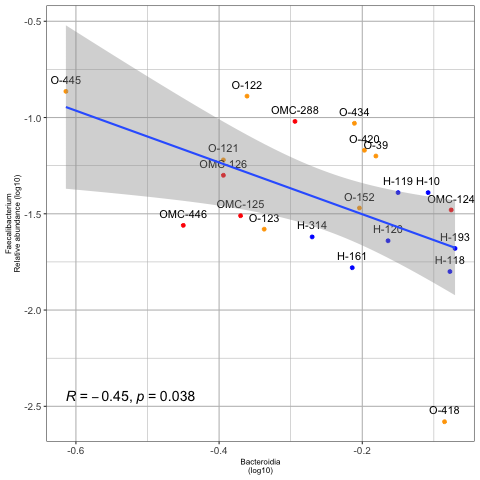 -0.5
O-445
O-122
OMC-288
O-434
-1.0
O-420
O-39
O-121
OMC-126
H-119
H-10
O-152
OMC-124
OMC-125
-1.5
OMC-446
O-123
H-314
H-120
H-193
H-161
H-118
-2.0
R = – 0.45, p = 0.038
-2.5
O-418
-0.6
-0.4
-0.2
Faecalibacterium
Relative abundance (log10)
Bacteroidia
(log10)